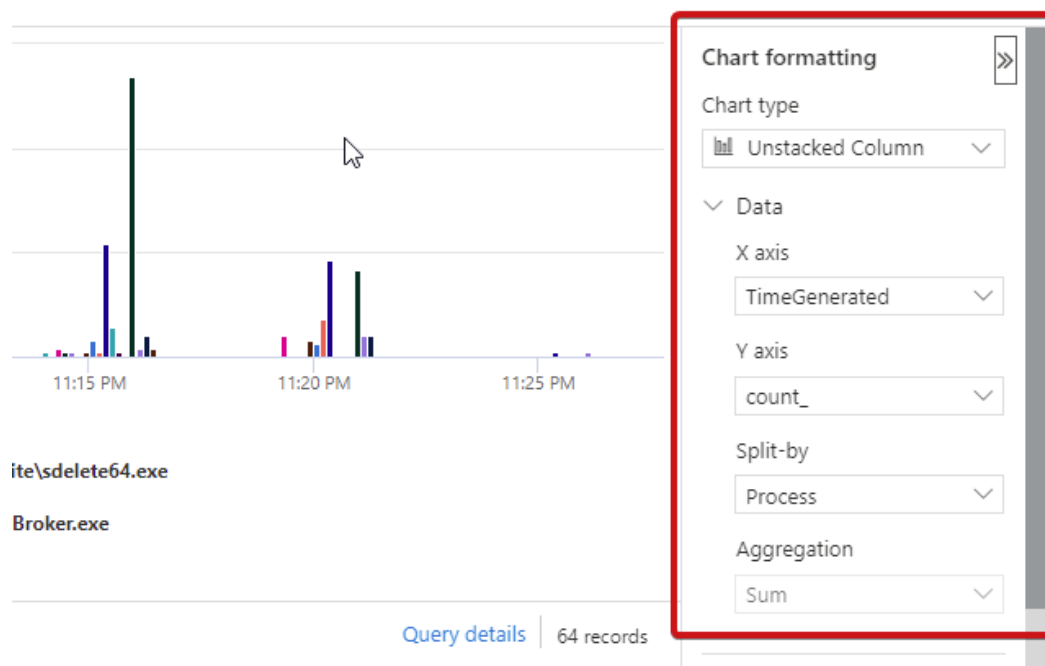 Chart formatting
Chart type
Unstacked Column
Data
X axis
TimeGenerated
Y axis
count_
Split-by
Process
Aggregation
Sum
11:15 PM 11:20 PM 11:25 PM
ite\sdelete64.exe
Broker.exe
Query details 64 records